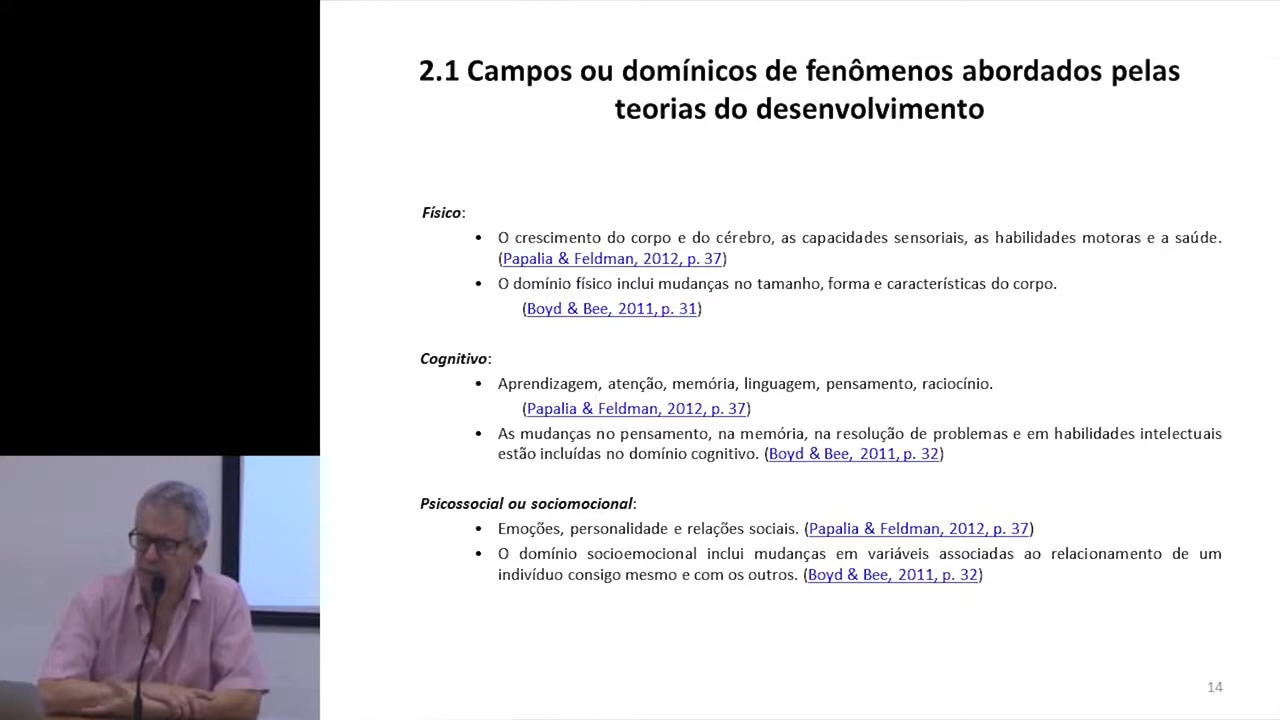 2.1 Campos ou domínicos de fenômenos abordados pelas
teorias do desenvolvimento
Físico:
• O crescimento do corpo e do cérebro, as capacidades sensoriais, as habilidades motoras e a saúde.
(Papalia & Feldman, 2012, p. 37)
• O domínio físico inclui mudanças no tamanho, forma e características do corpo.
(Boyd & Bee, 2011, p. 31)
Cognitivo:
• Aprendizagem, atenção, memória, linguagem, pensamento, raciocínio.
(Papalia & Feldman, 2012, p. 37)
• As mudanças no pensamento, na memória, na resolução de problemas e em habilidades intelectuais
estão incluídas no domínio cognitivo. (Boyd & Bee, 2011, p. 32)
Psicossocial ou sociomocional:
• Emoções, personalidade e relações sociais. (Papalia & Feldman, 2012, p. 37)
• O domínio socioemocional inclui mudanças em variáveis associadas ao relacionamento de um
indivíduo consigo mesmo e com os outros. (Boyd & Bee, 2011, p. 32)
14